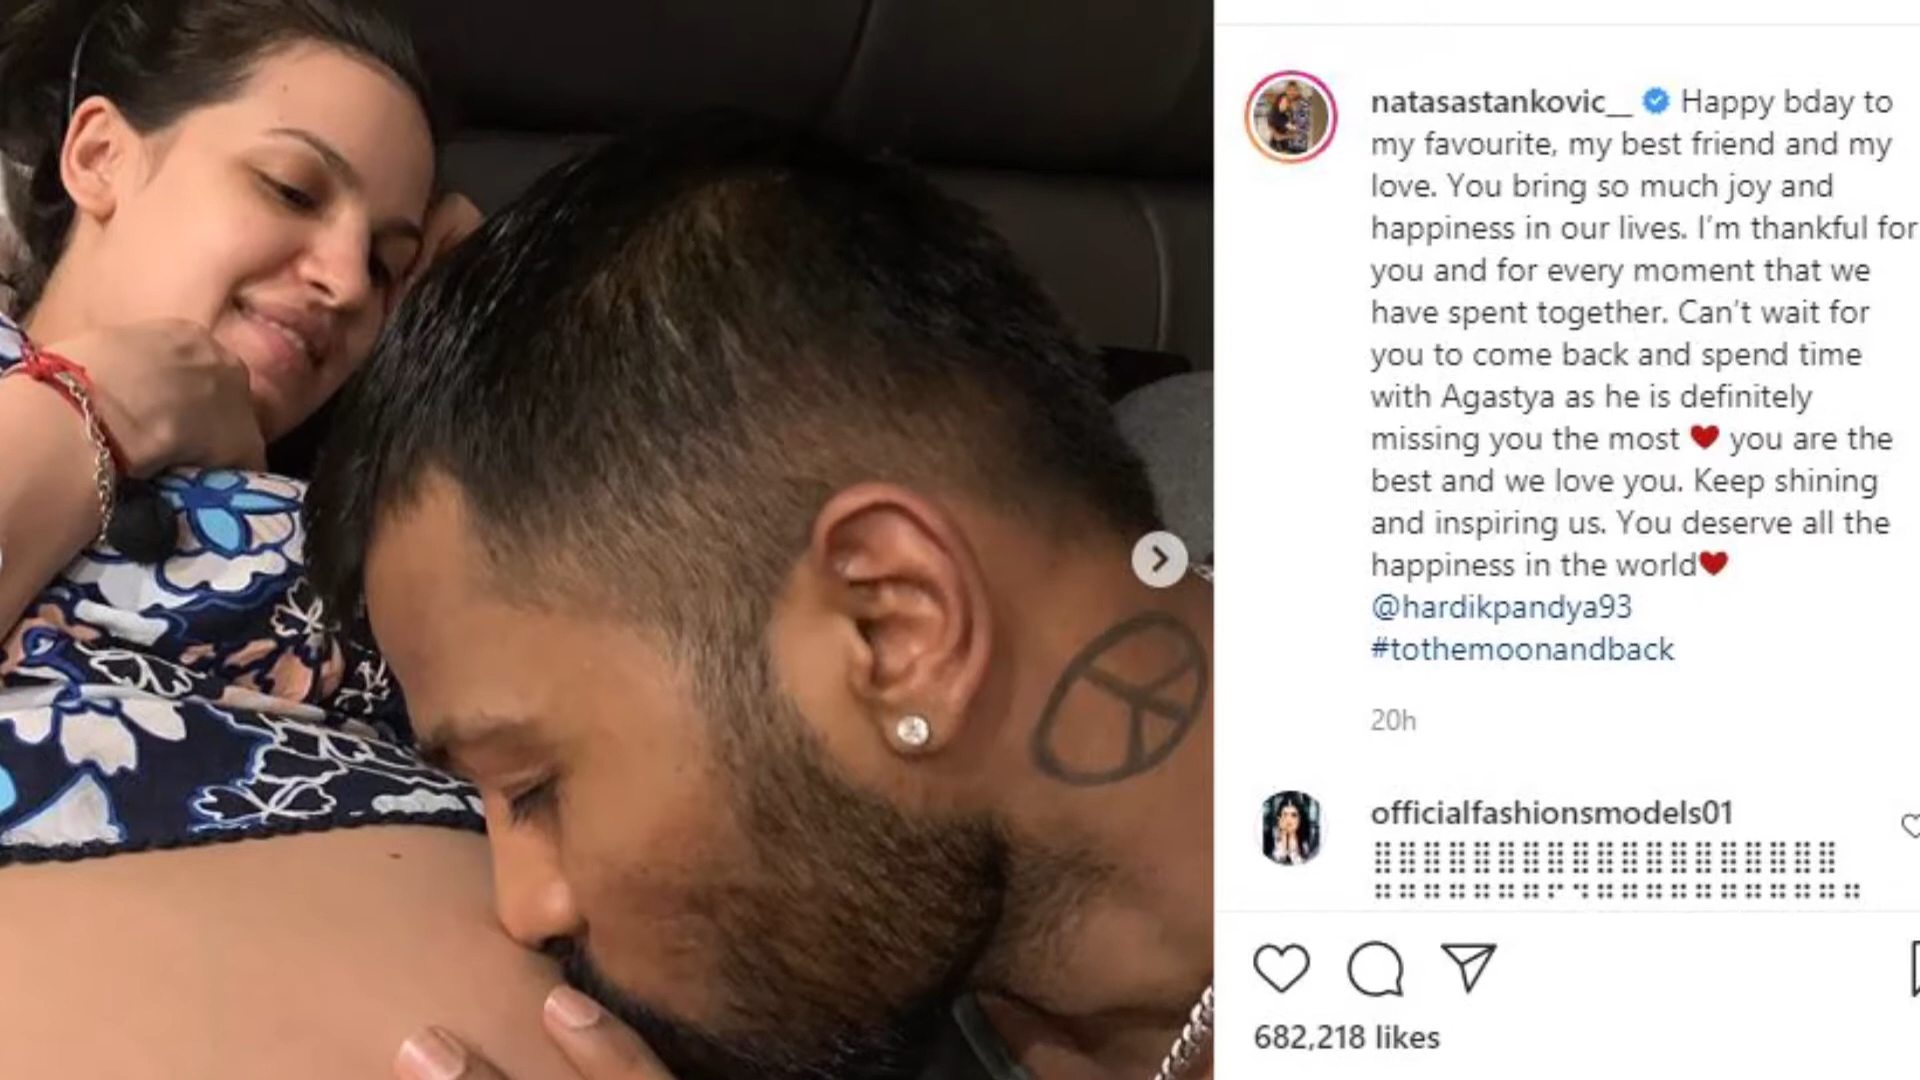 natasastankovic__ Happy bday to
my favourite, my best friend and my
love. You bring so much joy and
happiness in our lives. I’m thankful for
you and for every moment that we
have spent together. Can’t wait for
you to come back and spend time
with Agastya as he is definitely
missing you the most ❤ you are the
best and we love you. Keep shining
and inspiring us. You deserve all the
happiness in the world❤
@hardikpandya93
#tothemoonandback
20h
officialfashionsmodels01
682,218 likes